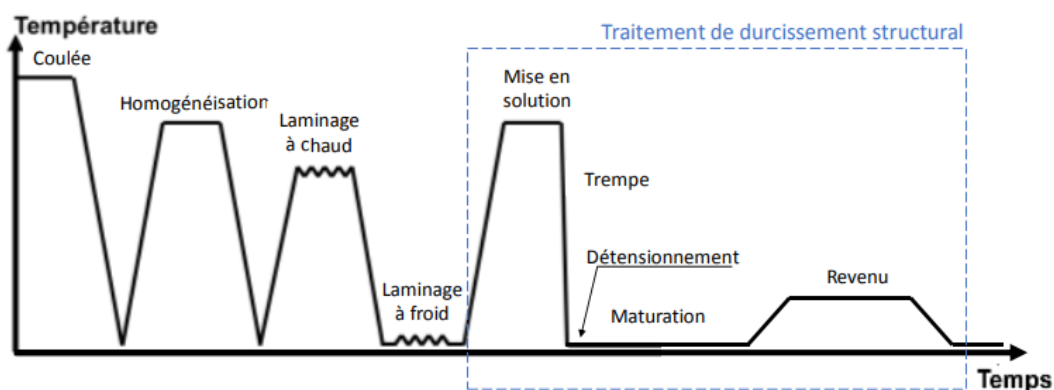 Température
Traitement de durcissement structural
Coulée
Homogénéisation
Laminage
à chaud
Laminage
à froid
Mise en
solution
Trempe
Détensionnement
Maturation
Revenu
Temps